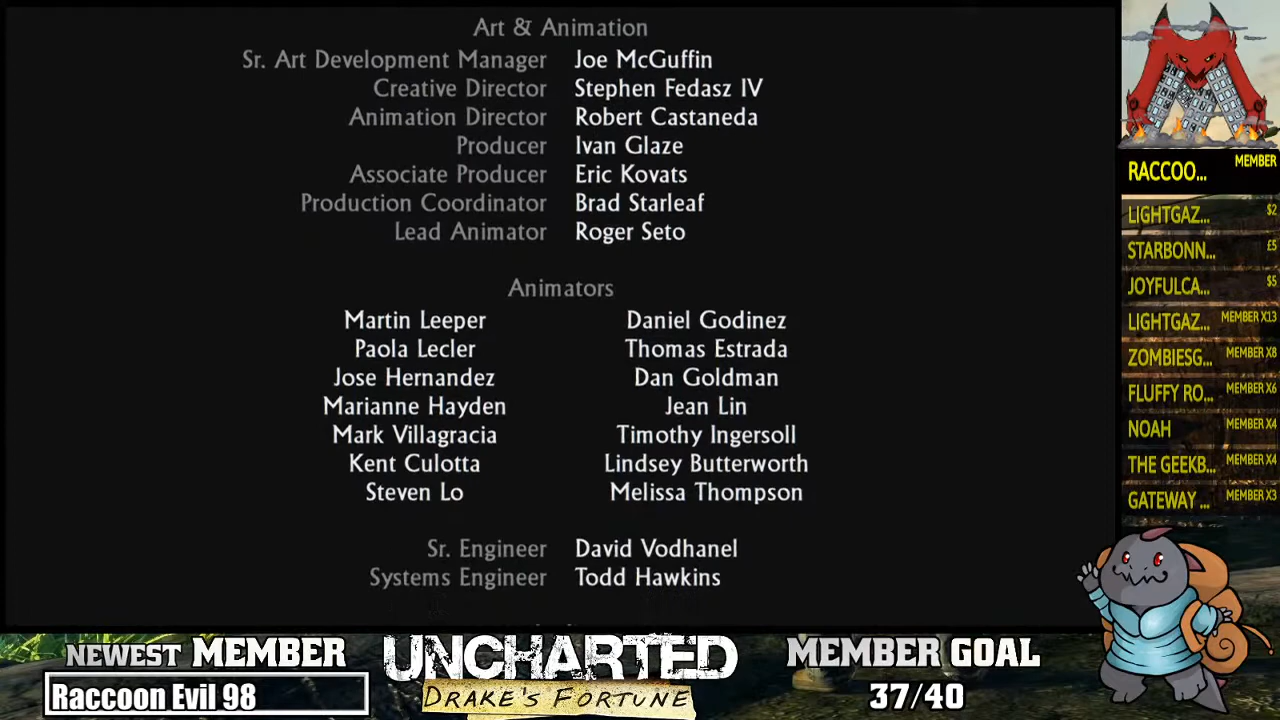 Art & Animation
Sr. Art Development Manager Joe McGuffin
Creative Director Stephen Fedasz IV
Animation Director Robert Castaneda
Producer Ivan Glaze
Associate Producer Eric Kovats
Production Coordinator Brad Starleaf
Lead Animator Roger Seto
Animators
Martin Leeper Daniel Godinez
Paola Lecler Thomas Estrada
Jose Hernandez Dan Goldman
Marianne Hayden Jean Lin
Mark Villagracia Timothy Ingersoll
Kent Culotta Lindsey Butterworth
Steven Lo Melissa Thompson
Sr. Engineer David Vodhanel
Systems Engineer Todd Hawkins
RACCOO... MEMBER
LIGHTGAZ... $2
STARBONN... £5
JOYFULCA... $5
LIGHTGAZ... MEMBER X13
ZOMBIESG... MEMBER X8
FLUFFY RO... MEMBER X6
NOAH MEMBER X4
THE GEEKB... MEMBER X4
GATEWAY ... MEMBER X3
NEWEST MEMBER
Raccoon Evil 98
UNCHARTED
DRAKE'S FORTUNE
MEMBER GOAL
37/40